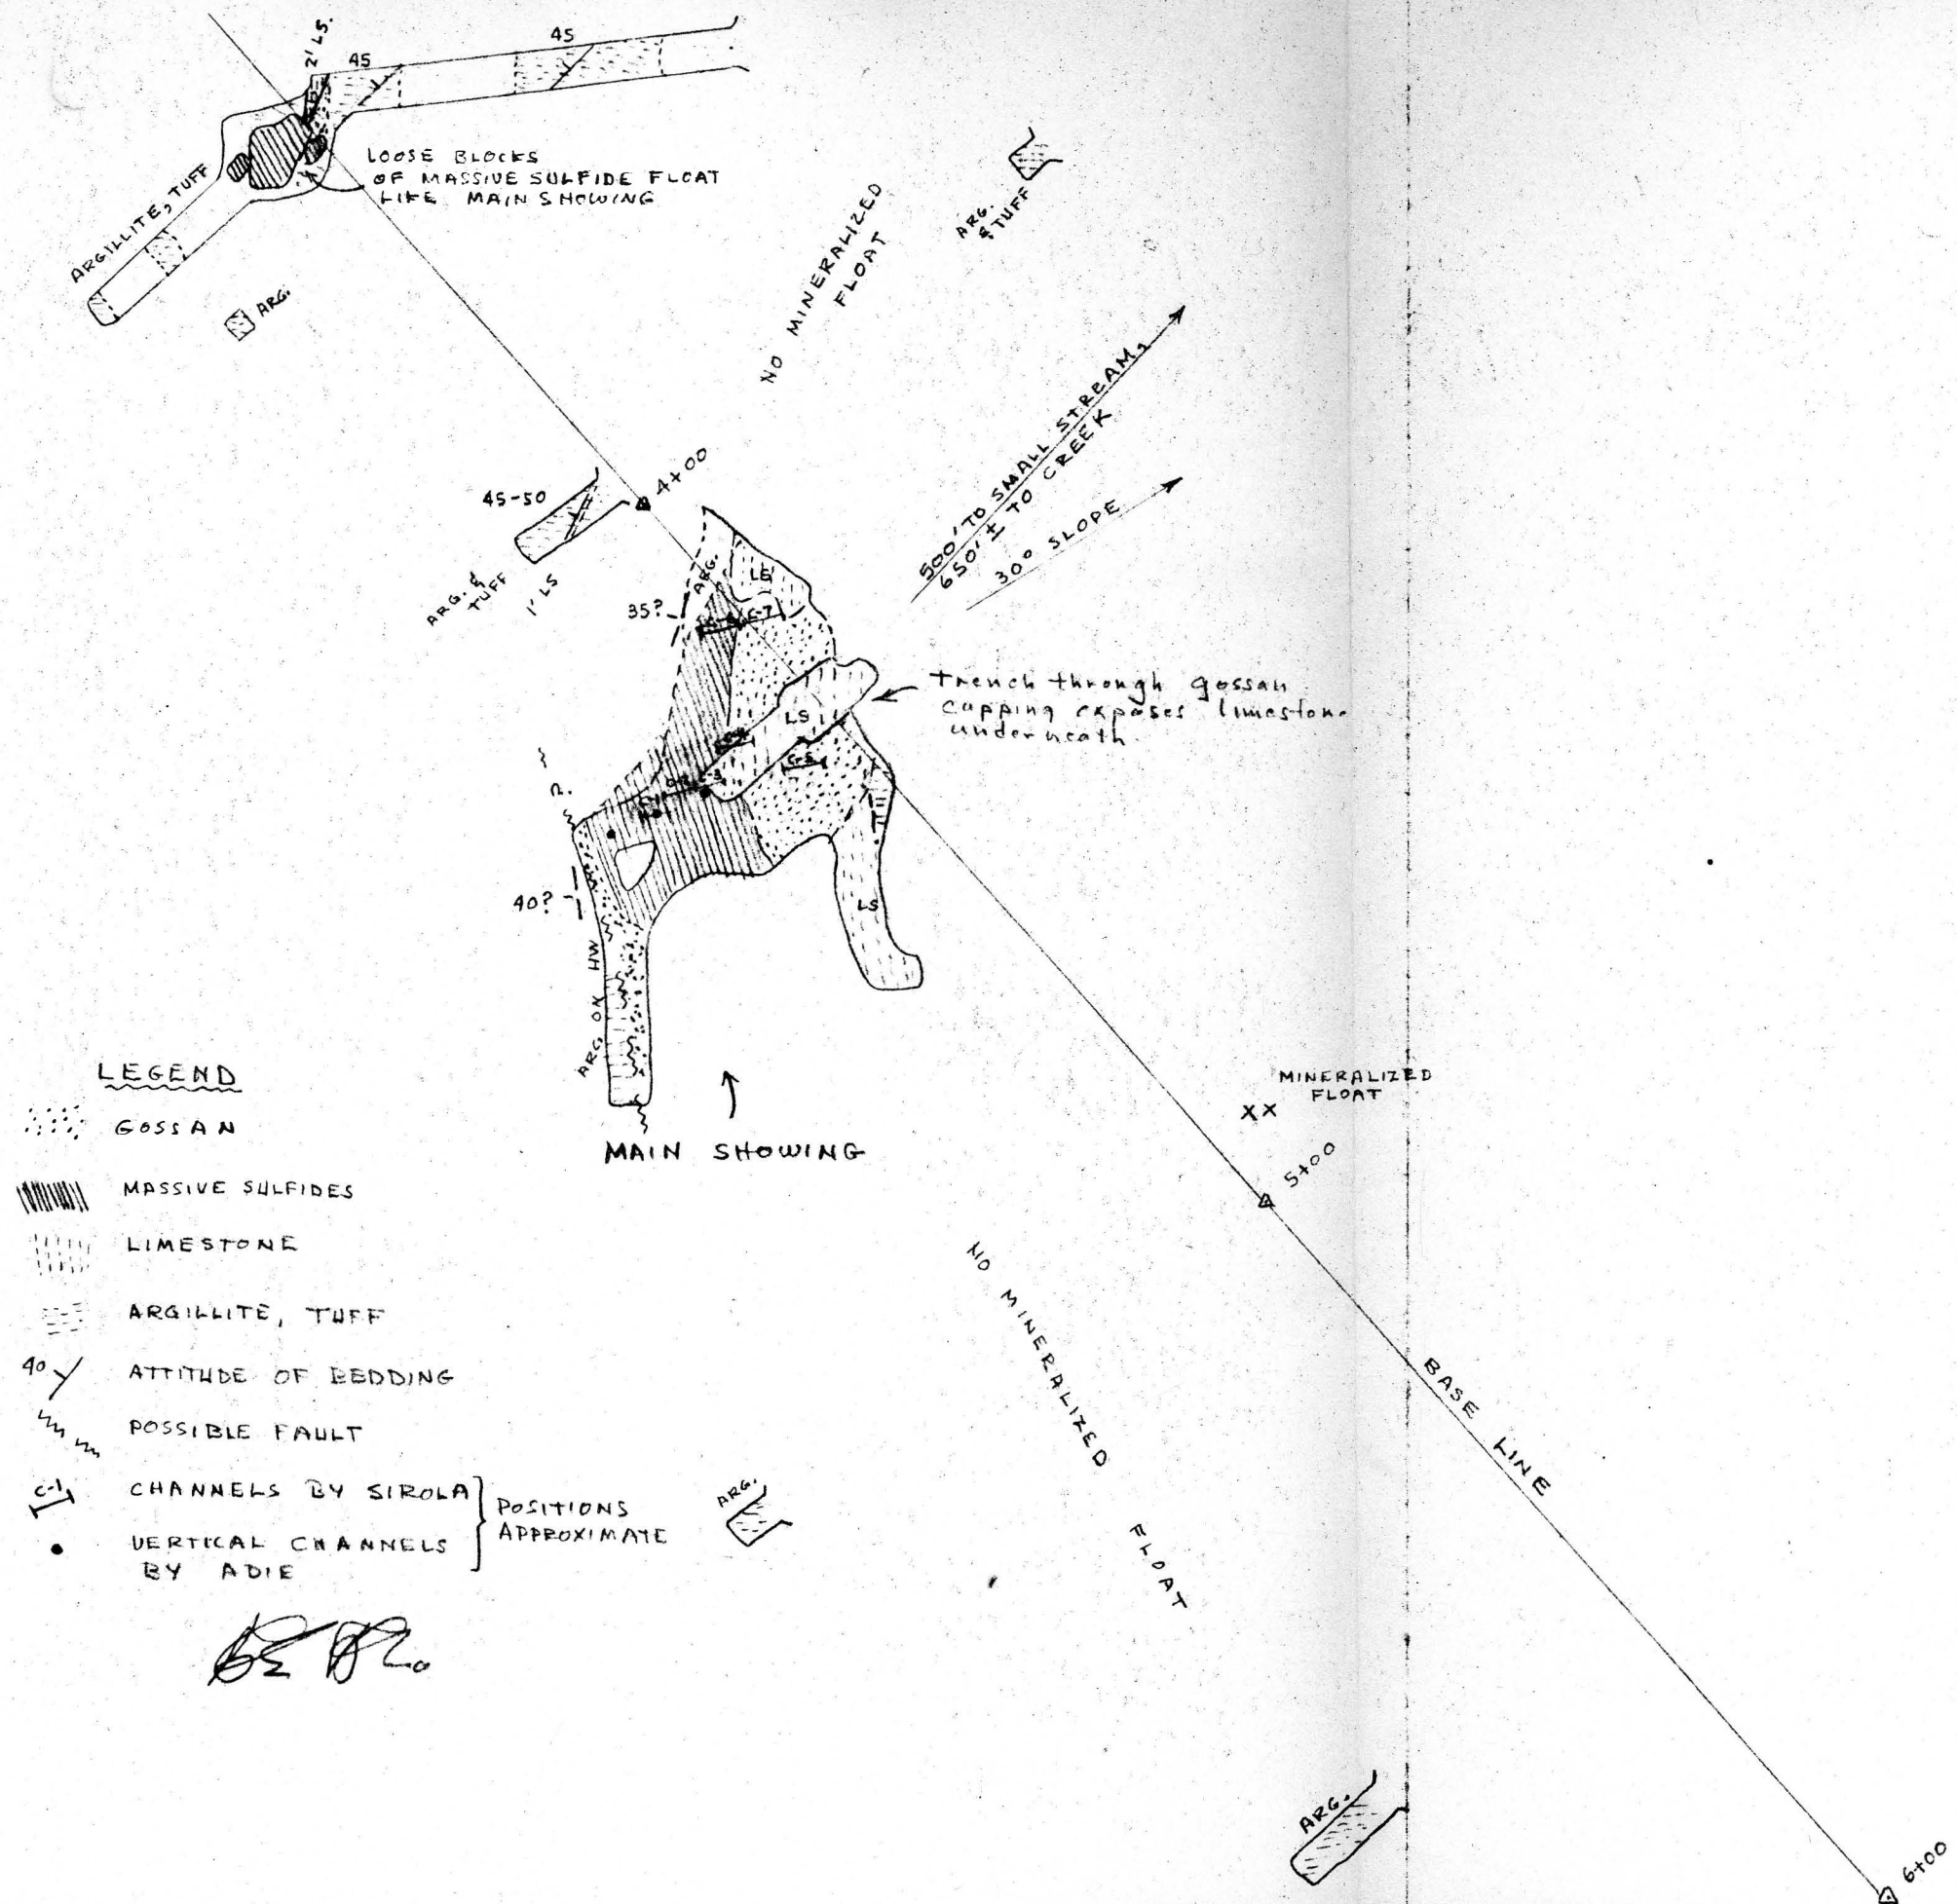 2' LS.
45
45
LOOSE BLOCKS
OF MASSIVE SULFIDE FLOAT
LIKE MAIN SHOWING
ARGILLITE, TUFF
ARG.
NO MINERALIZED
FLOAT
ARG.
& TUFF
500' TO SMALL STREAM,
650' ± TO CREEK
30° SLOPE
4+00
45-50
ARG. &
TUFF
1' LS
ARG.
LS
35?
C-7
Trench through gossan
capping exposes limestone
underneath
LS
C-5
C-3
40?
LS
ARG. ON HW
MAIN SHOWING
MINERALIZED
FLOAT
XX
5+00
NO MINERALIZED FLOAT
BASE LINE
LEGEND
GOSSAN
MASSIVE SULFIDES
LIMESTONE
ARGILLITE, TUFF
40 ATTITUDE OF BEDDING
POSSIBLE FAULT
C-1 CHANNELS BY SIROLA
VERTICAL CHANNELS
BY ADIE
POSITIONS
APPROXIMATE
ARG.
ARG.
6+00